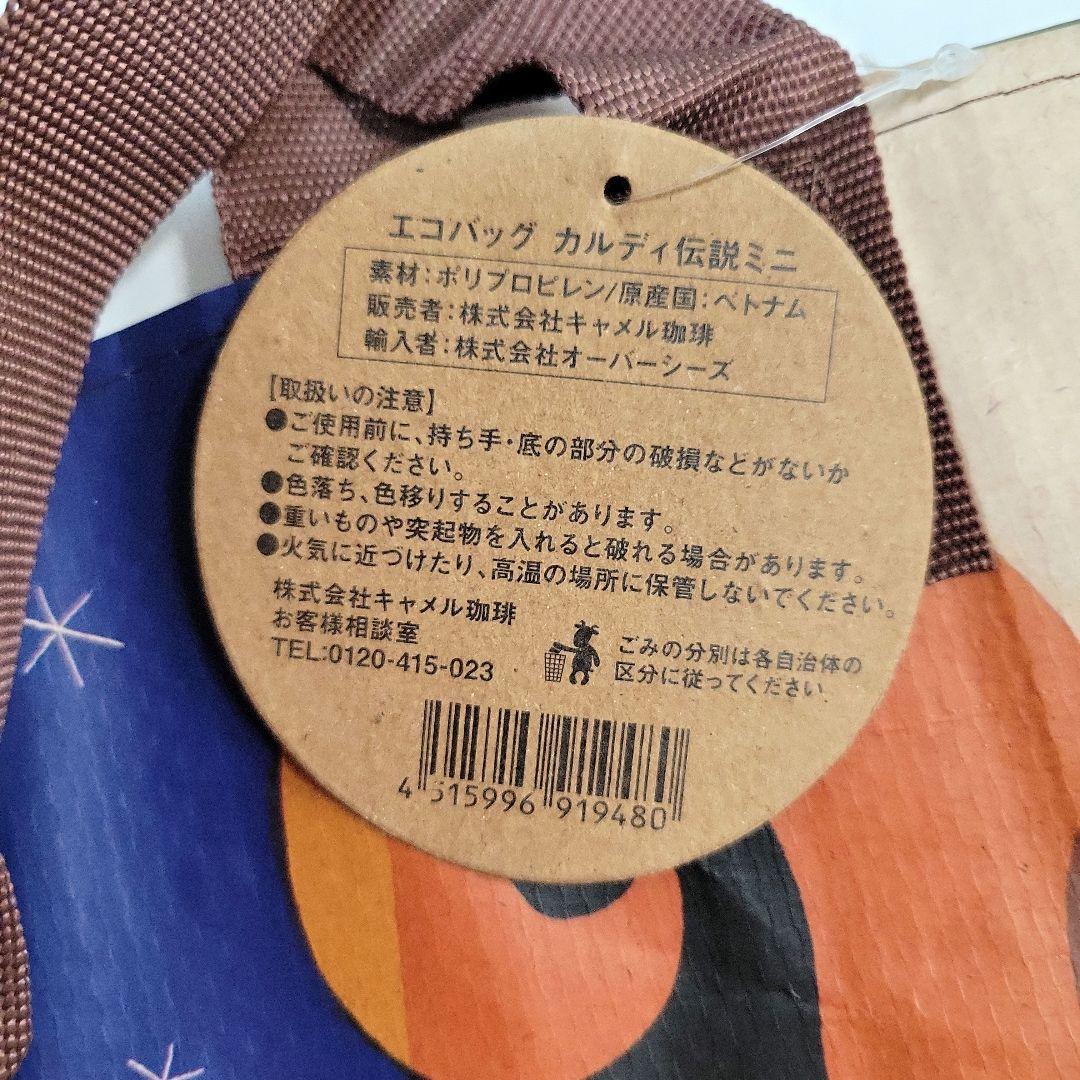 エコバッグ カルディ伝説ミニ
素材:ポリプロピレン/原産国:ベトナム
販売者:株式会社キャメル珈琲
輸入者:株式会社オーバーシーズ
【取扱いの注意】
●ご使用前に、持ち手・底の部分の破損などがないか
ご確認ください。
●色落ち、色移りすることがあります。
●重いものや突起物を入れると破れる場合があります。
●火気に近づけたり、高温の場所に保管しないでください。
株式会社キャメル珈琲
お客様相談室
TEL:0120-415-023
ごみの分別は各自治体の
区分に従ってください
4 515996 919480